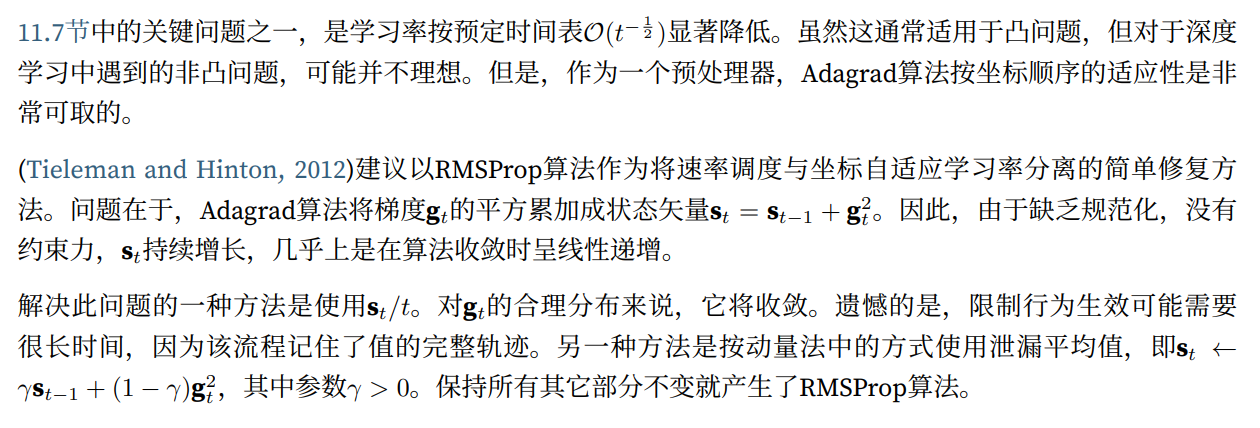 11.7节中的关键问题之一，是学习率按预定时间表$\mathcal{O}(t^{-\frac{1}{2}})$显著降低。虽然这通常适用于凸问题，但对于深度
学习中遇到的非凸问题，可能并不理想。但是，作为一个预处理器，Adagrad算法按坐标顺序的适应性是非
常可取的。
(Tieleman and Hinton, 2012)建议以RMSProp算法作为将速率调度与坐标自适应学习率分离的简单修复方
法。问题在于，Adagrad算法将梯度$\mathbf{g}_t$的平方累加成状态矢量$\mathbf{s}_t = \mathbf{s}_{t-1} + \mathbf{g}_t^2$。因此，由于缺乏规范化，没有
约束力，$\mathbf{s}_t$持续增长，几乎上是在算法收敛时呈线性递增。
解决此问题的一种方法是使用$\mathbf{s}_t / t$。对$\mathbf{g}_t$的合理分布来说，它将收敛。遗憾的是，限制行为生效可能需要
很长时间，因为该流程记住了值的完整轨迹。另一种方法是按动量法中的方式使用泄漏平均值，即$\mathbf{s}_t \leftarrow$
$\gamma \mathbf{s}_{t-1} + (1 - \gamma) \mathbf{g}_t^2$，其中参数$\gamma > 0$。保持所有其它部分不变就产生了RMSProp算法。